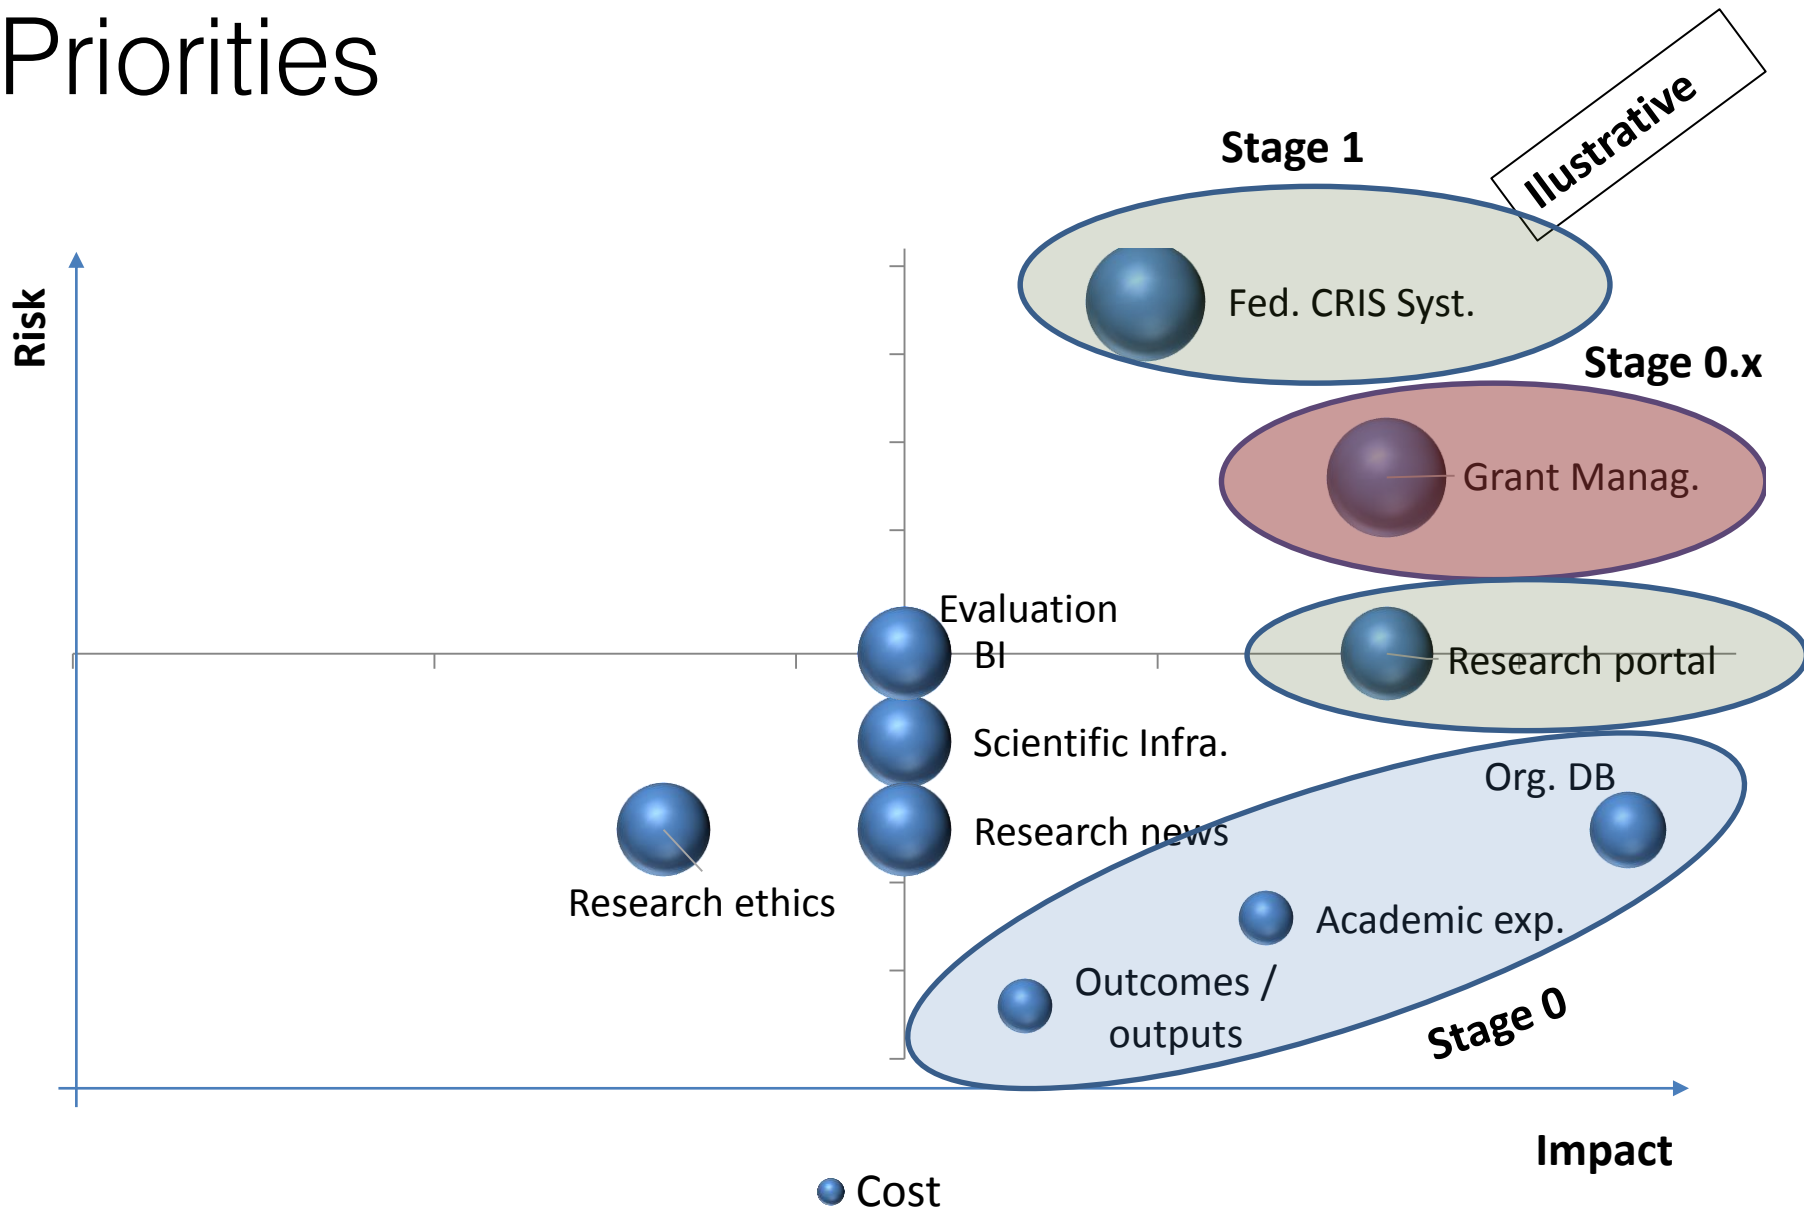 Priorities
Ilustrative
Stage 1
Risk
Fed. CRIS Syst.
Stage 0.x
Grant Manag.
Evaluation
BI
Research portal
Scientific Infra.
Org. DB
Research news
Research ethics
Academic exp.
Outcomes /
outputs
Stage 0
Impact
Cost